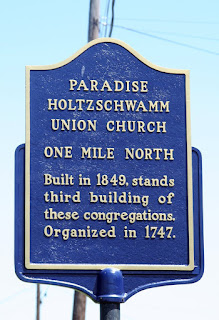 PARADISE
HOLTZSCHWAMM
UNION CHURCH
ONE MILE NORTH
Built in 1849, stands
third building of
these congregations.
Organized in 1747.